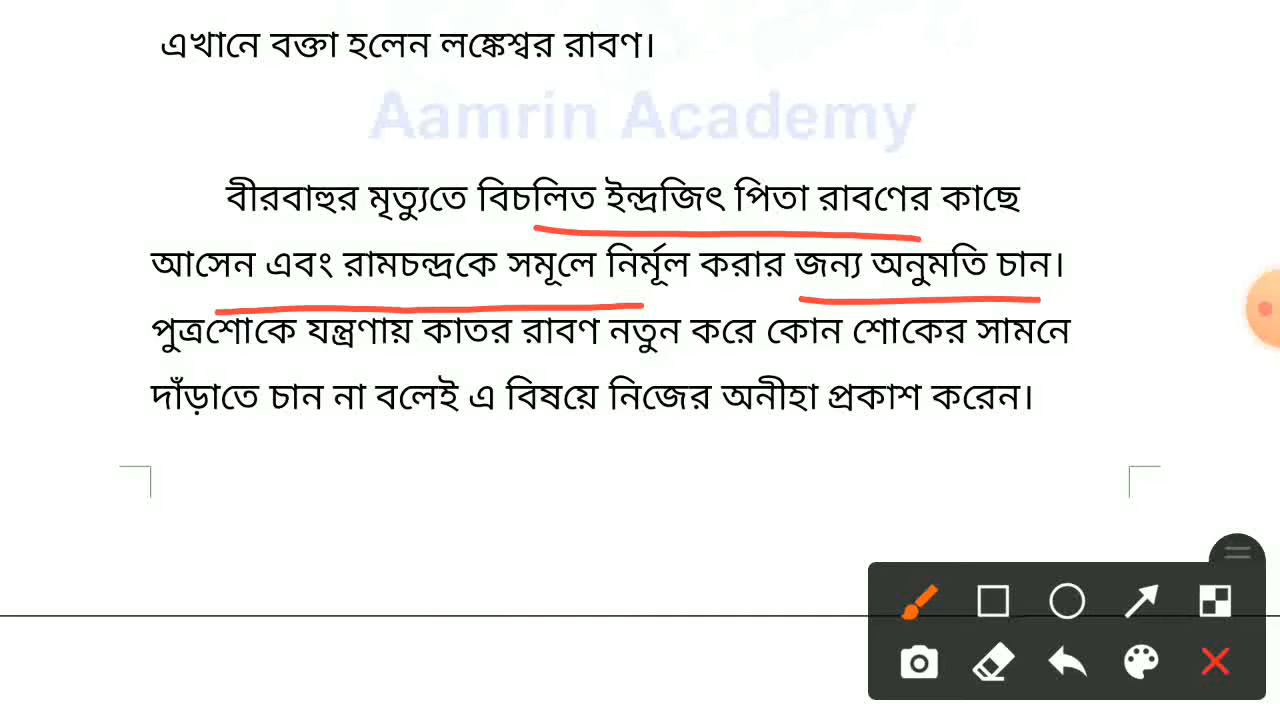 এখানে বক্তা হলেন লঙ্কেশ্বর রাবণ।
Aamrin Academy
বীরবাহুর মৃত্যুতে বিচলিত ইন্দ্রজিৎ পিতা রাবণের কাছে
আসেন এবং রামচন্দ্রকে সমূলে নির্মূল করার জন্য অনুমতি চান।
পুত্রশোকে যন্ত্রণায় কাতর রাবণ নতুন করে কোন শোকের সামনে
দাঁড়াতে চান না বলেই এ বিষয়ে নিজের অনীহা প্রকাশ করেন।